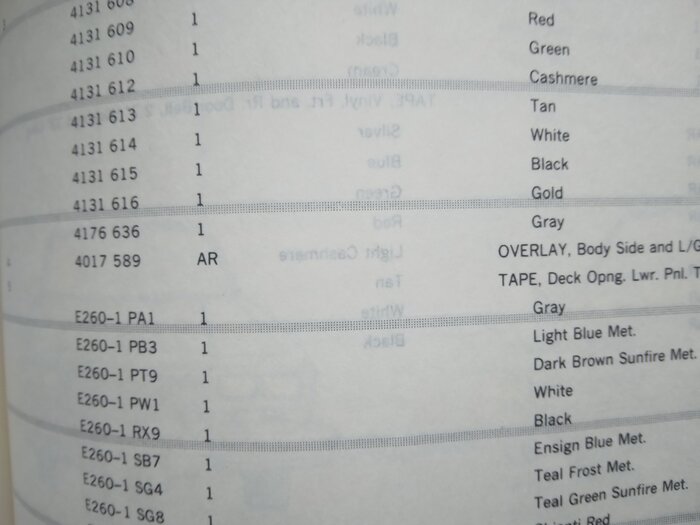 4131 608
4131 609 1 Red
4131 610 1 Green
4131 612 1 Cashmere
4131 613 1 Tan
4131 614 1 White
4131 615 1 Black
4131 616 1 Gold
4176 636 1 Gray
4017 589 AR OVERLAY, Body Side and L/G
TAPE, Deck Opng. Lwr. Pnl. T
E260-1 PA1 1 Gray
E260-1 PB3 1 Light Blue Met.
E260-1 PT9 1 Dark Brown Sunfire Met.
E260-1 PW1 1 White
E260-1 RX9 1 Black
E260-1 SB7 1 Ensign Blue Met.
E260-1 SG4 1 Teal Frost Met.
E260-1 SG8 1 Teal Green Sunfire Met.
Red